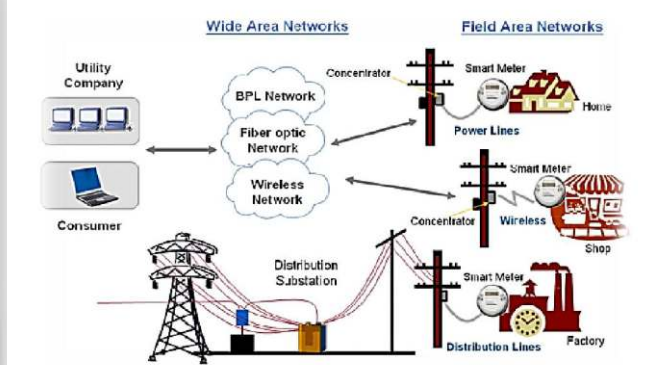 Wide Area Networks
Field Area Networks
Utility
Company
Consumer
BPL Network
Fiber optic
Network
Wireless
Network
Concentrator
Smart Meter
Home
Power Lines
Smart Meter
Concentrator
Wireless
Shop
Distribution
Substation
Smart Meter
Distribution Lines
Factory